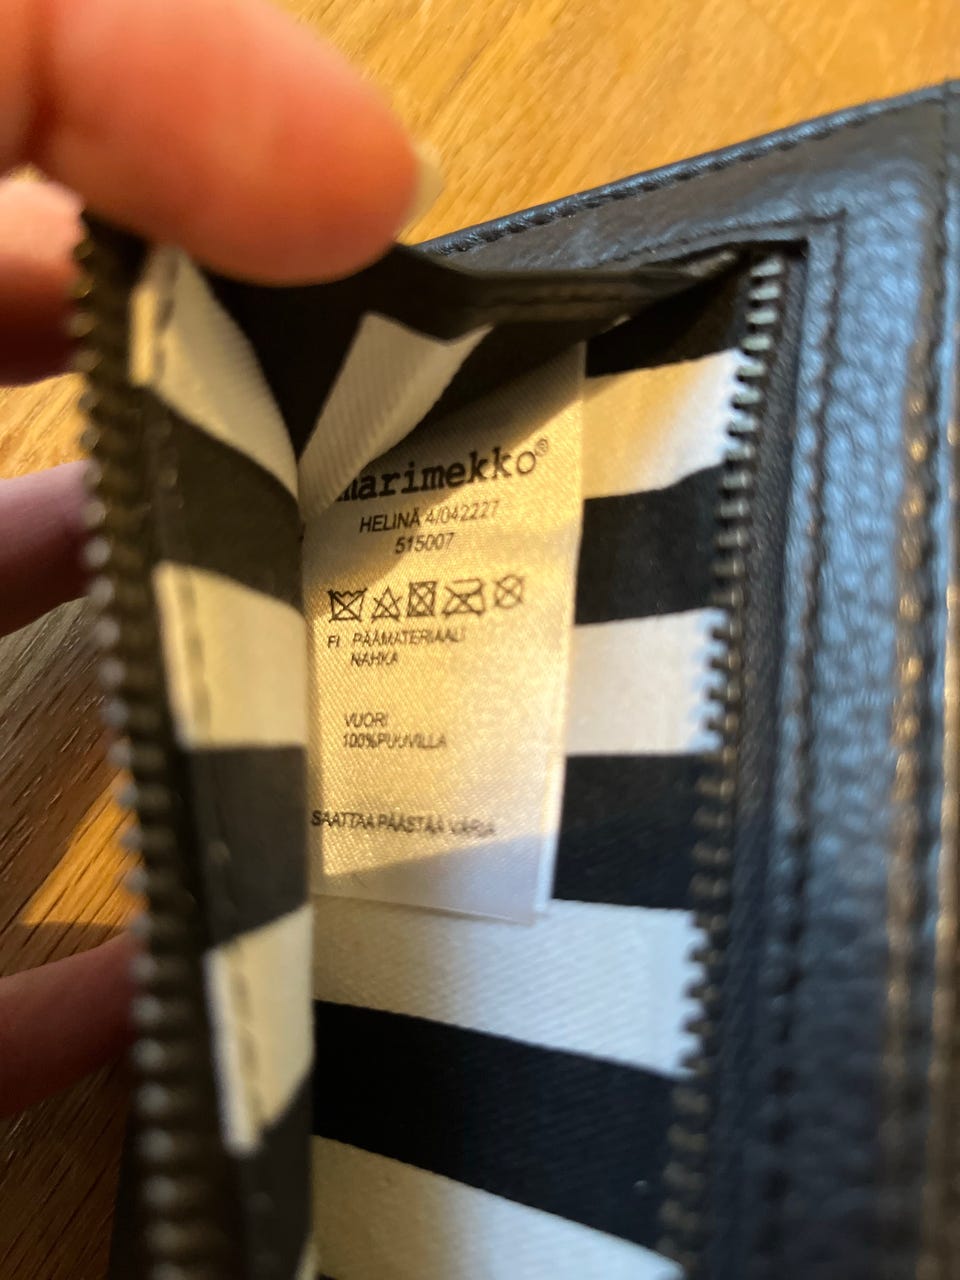 marimekko®
HELINÄ 4/042227
515007
FI PÄÄMATERIAALI
NAHKA
VUORI
100%PUUVILLA
SAATTAA PÄÄSTÄÄ VÄRIÄ